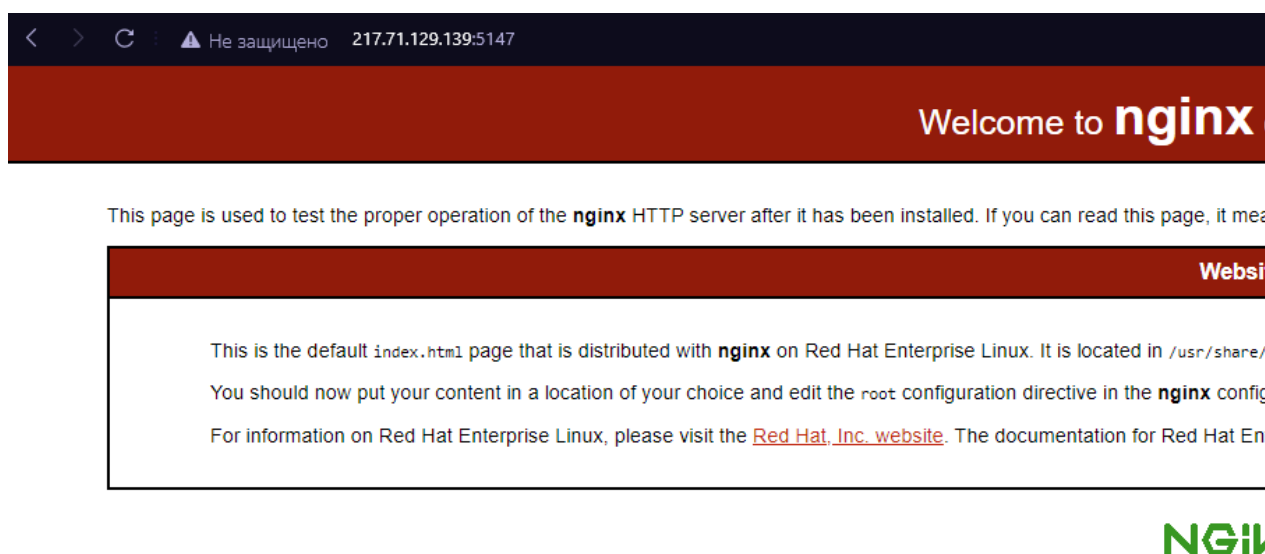 Не защищено 217.71.129.139:5147
Welcome to nginx
This page is used to test the proper operation of the nginx HTTP server after it has been installed. If you can read this page, it mea
Websi
This is the default index.html page that is distributed with nginx on Red Hat Enterprise Linux. It is located in /usr/share/
You should now put your content in a location of your choice and edit the root configuration directive in the nginx config
For information on Red Hat Enterprise Linux, please visit the Red Hat, Inc. website. The documentation for Red Hat En